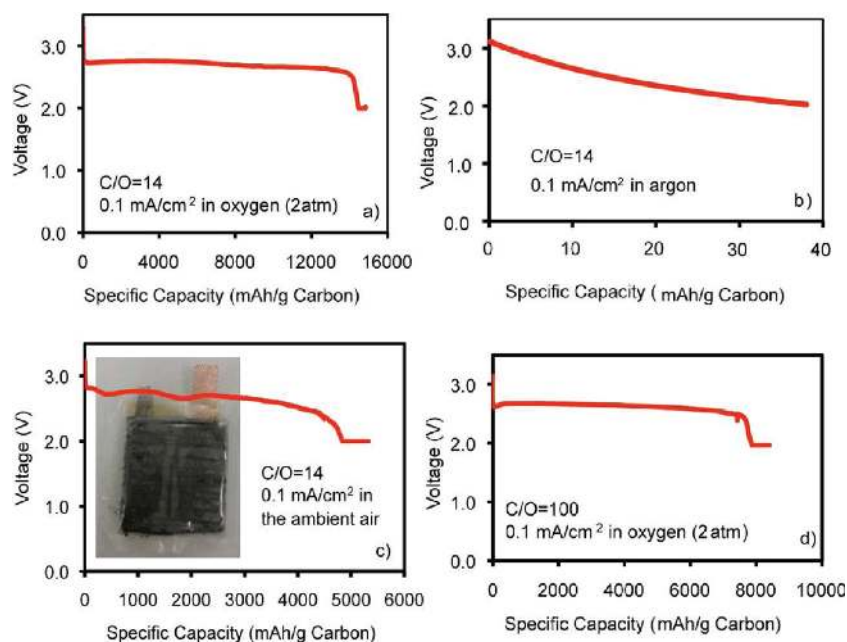 3.0
2.0
1.0
0.0
Voltage (V)
C/O=14
0.1 mA/cm² in oxygen (2atm)
a)
0 4000 8000 12000 16000
Specific Capacity (mAh/g Carbon)
3.0
2.0
1.0
0.0
Voltage (V)
C/O=14
0.1 mA/cm² in argon
b)
0 10 20 30 40
Specific Capacity ( mAh/g Carbon)
3.0
2.0
1.0
0.0
Voltage (V)
C/O=14
0.1 mA/cm² in
the ambient air
c)
0 1000 2000 3000 4000 5000 6000
Specific Capacity (mAh/g Carbon)
3.0
2.0
1.0
0.0
Voltage (V)
C/O=100
0.1 mA/cm² in oxygen (2atm)
d)
0 2000 4000 6000 8000 10000
Specific Capacity (mAh/g Carbon)